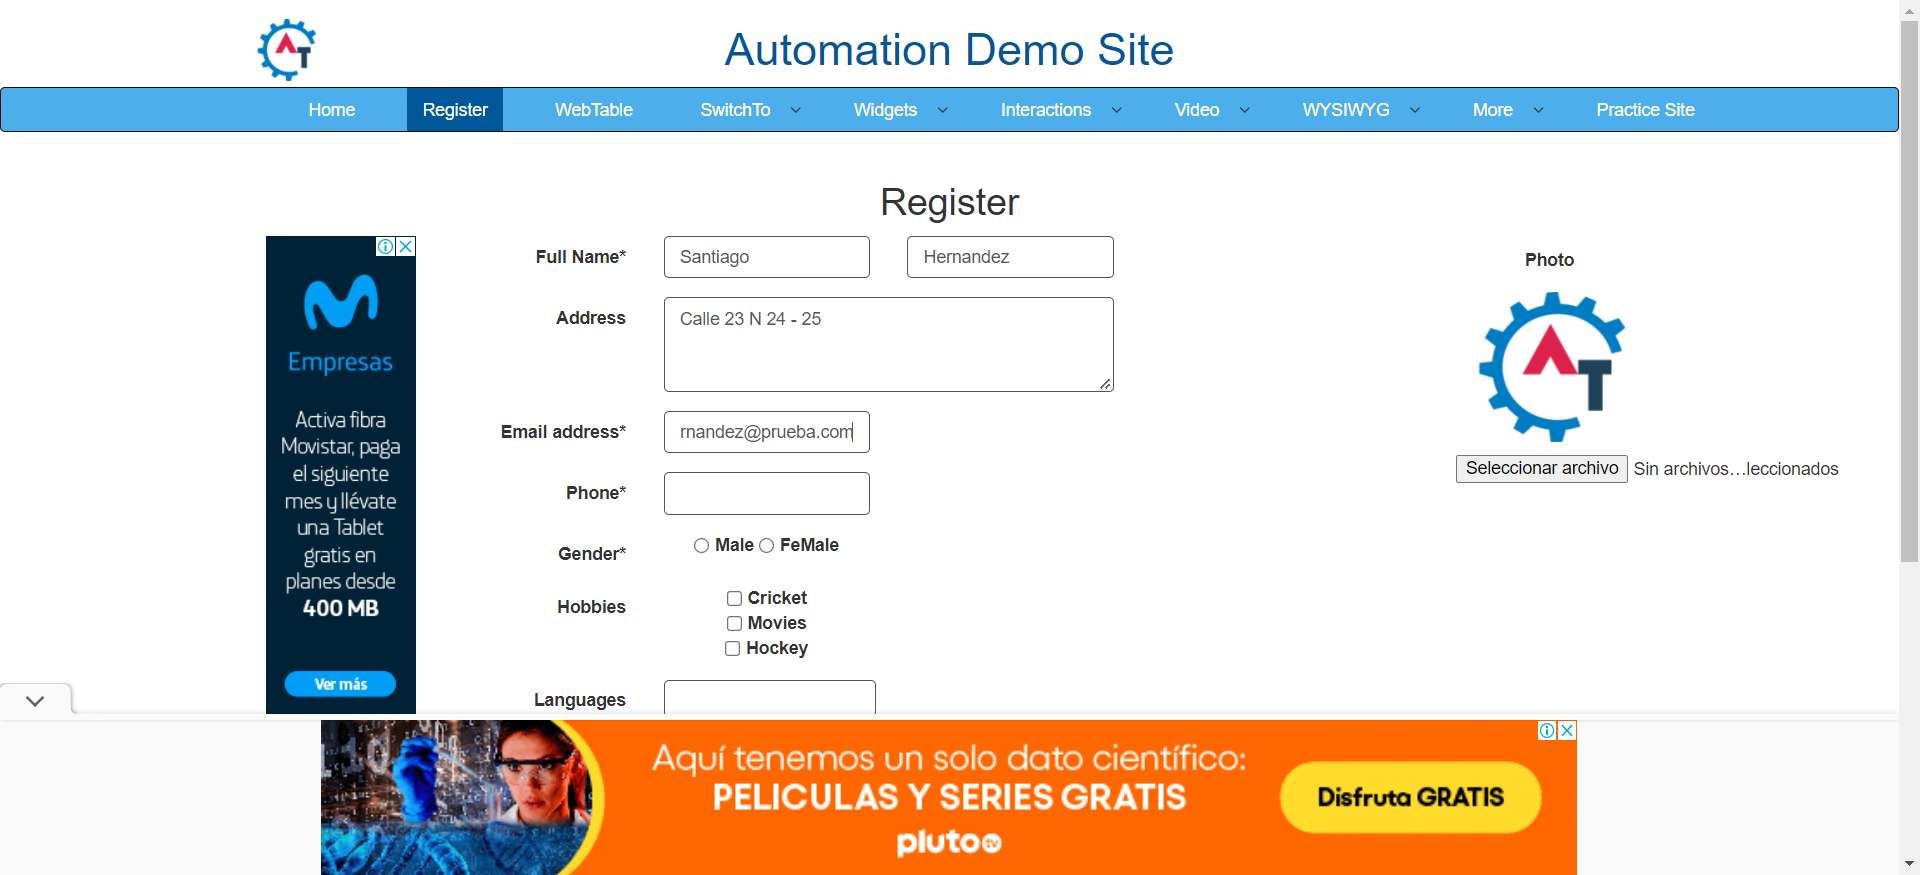 AT
Automation Demo Site
Home Register WebTable SwitchTo Widgets Interactions Video WYSIWYG More Practice Site
Register
Full Name* Santiago Hernandez
Address Calle 23 N 24 - 25
Email address* rnandez@prueba.com
Phone*
Gender* Male FeMale
Hobbies Cricket
Movies
Hockey
Languages
Photo
AT
Seleccionar archivo Sin archivos…leccionados
Empresas
Activa fibra
Movistar, paga
el siguiente
mes y llévate
una Tablet
gratis en
planes desde
400 MB
Ver más
Aquí tenemos un solo dato científico:
PELICULAS Y SERIES GRATIS
pluto tv
Disfruta GRATIS